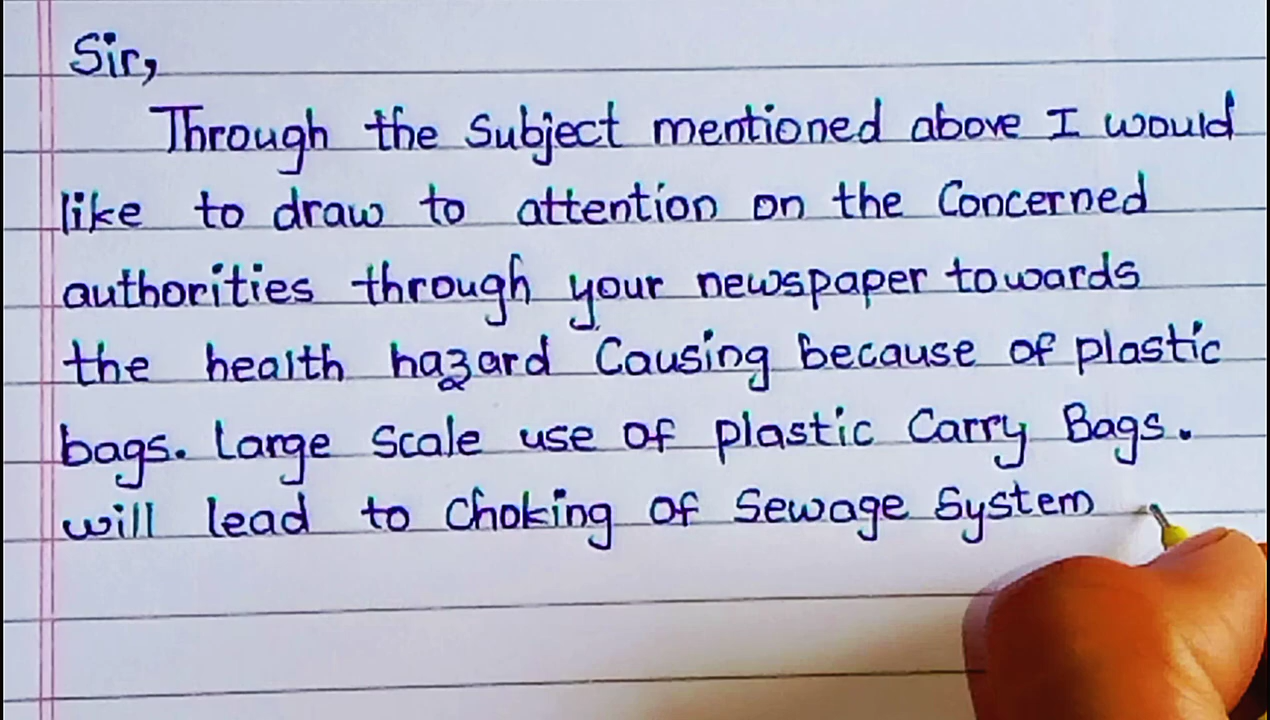 Sir,
Through the Subject mentioned above I would
like to draw to attention on the Concerned
authorities through your newspaper towards
the health hazard Causing because of plastic
bags. Large Scale use of plastic Carry Bags.
will lead to Choking of Sewage System